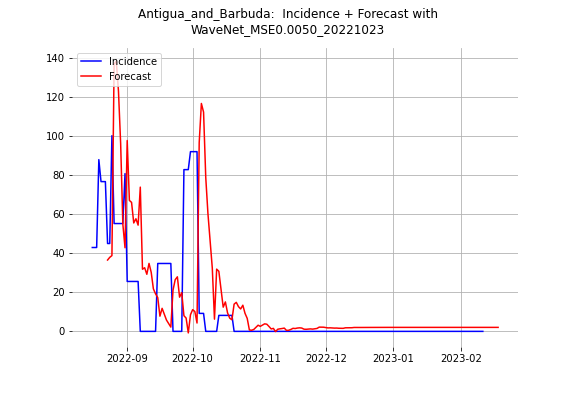 Antigua_and_Barbuda:  Incidence + Forecast with
WaveNet_MSE0.0050_20221023
Incidence
Forecast
140
120
100
80
60
40
20
0
2022-09 2022-10 2022-11 2022-12 2023-01 2023-02